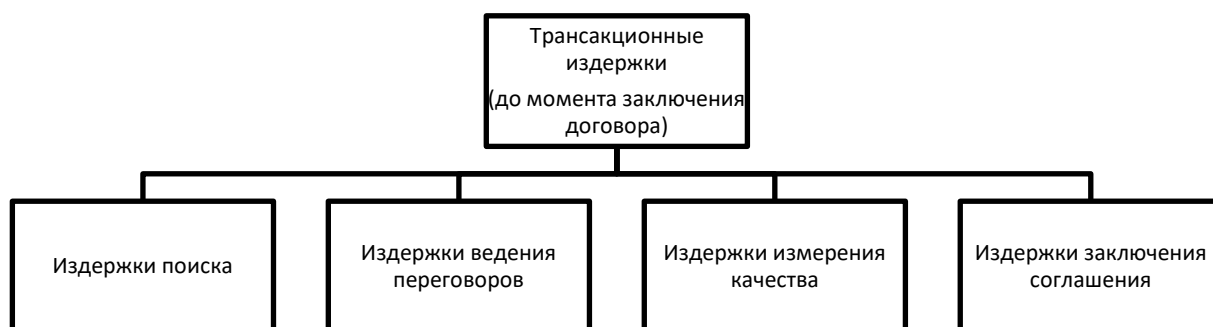 Трансакционные
издержки
(до момента заключения
договора)
Издержки поиска
Издержки ведения
переговоров
Издержки измерения
качества
Издержки заключения
соглашения